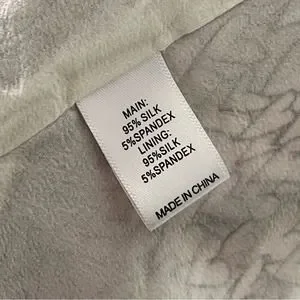 MAIN:
95% SILK
5%SPANDEX
LINING:
95%SILK
5%SPANDEX
MADE IN CHINA